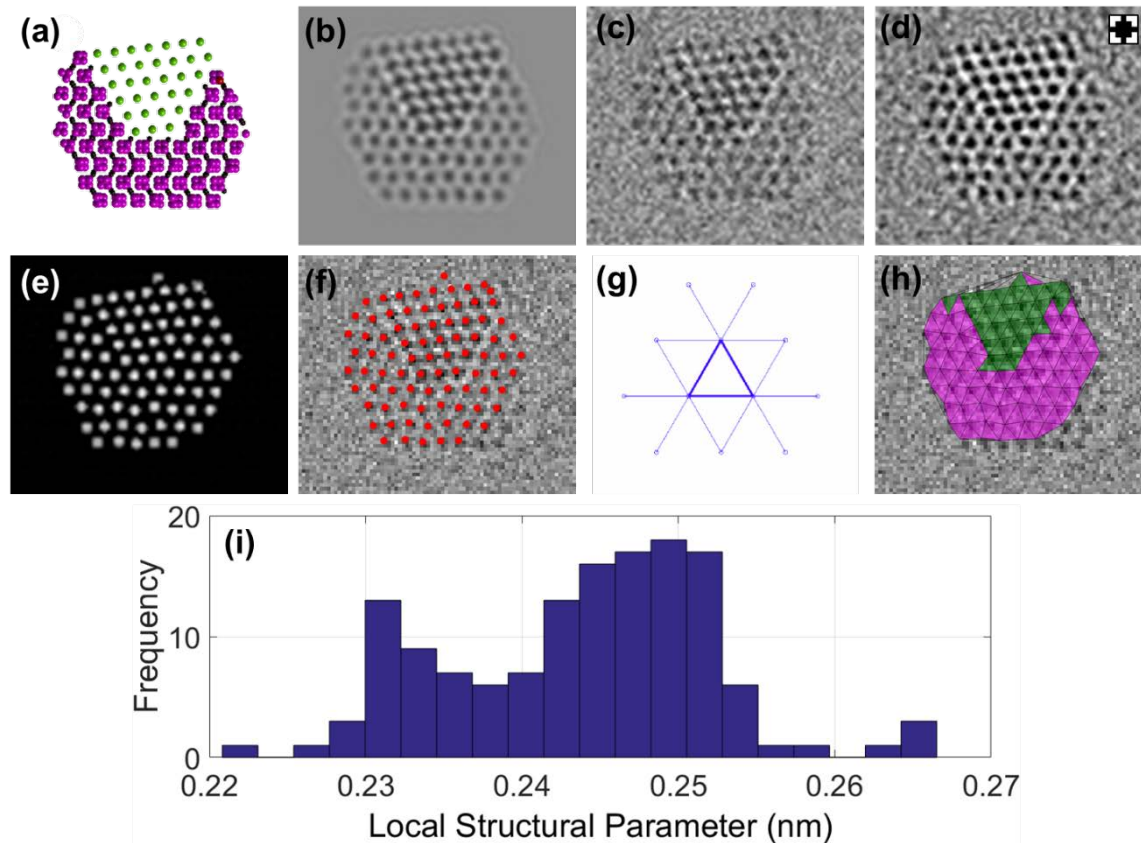 (a)
(b)
(c)
(d)
(e)
(f)
(g)
(h)
(i)
20
10
0
Frequency
0.22 0.23 0.24 0.25 0.26 0.27
Local Structural Parameter (nm)